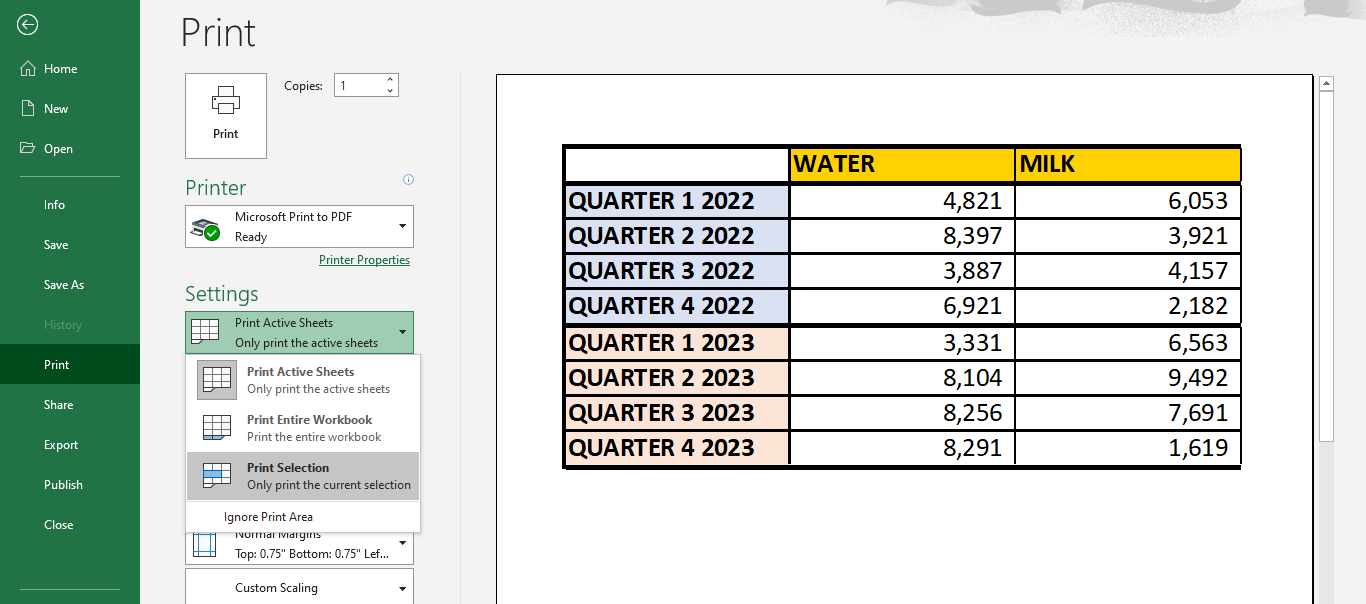 Home
New
Open
Info
Save
Save As
History
Print
Share
Export
Publish
Close
Print
Print
Copies:
1
Printer
Microsoft Print to PDF
Ready
Printer Properties
Settings
Print Active Sheets
Only print the active sheets
Print Active Sheets
Only print the active sheets
Print Entire Workbook
Print the entire workbook
Print Selection
Only print the current selection
Ignore Print Area
Normal Margins
Top: 0.75" Bottom: 0.75" Lef...
Custom Scaling
WATER MILK
QUARTER 1 2022 4,821 6,053
QUARTER 2 2022 8,397 3,921
QUARTER 3 2022 3,887 4,157
QUARTER 4 2022 6,921 2,182
QUARTER 1 2023 3,331 6,563
QUARTER 2 2023 8,104 9,492
QUARTER 3 2023 8,256 7,691
QUARTER 4 2023 8,291 1,619